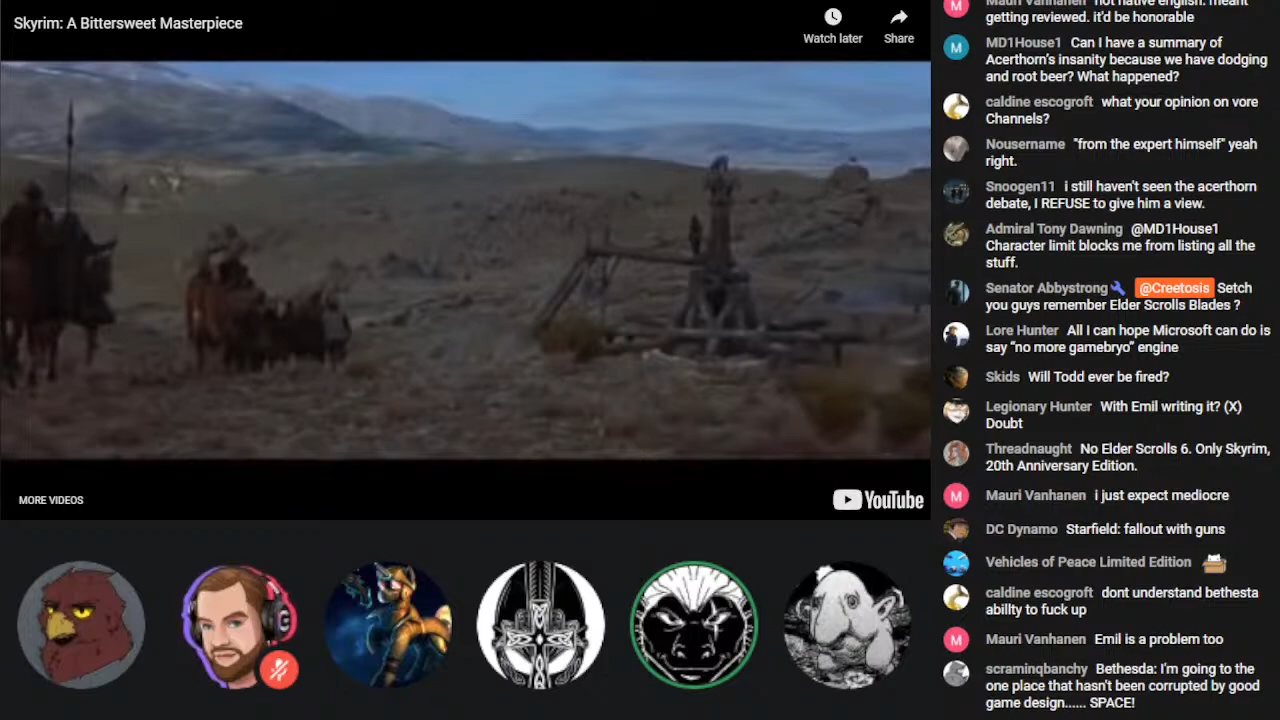 Skyrim: A Bittersweet Masterpiece
Watch later
Share
MORE VIDEOS
YouTube
Mauri Vanhanen not native english. meant
getting reviewed. it'd be honorable
MD1House1 Can I have a summary of
Acerthorn's insanity because we have dodging
and root beer? What happened?
caldine escogroft what your opinion on vore
Channels?
Nousername "from the expert himself" yeah
right.
Snoogen11 i still haven't seen the acerthorn
debate, I REFUSE to give him a view.
Admiral Tony Dawning @MD1House1
Character limit blocks me from listing all the
stuff.
Senator Abbystrong @Creetosis Setch
you guys remember Elder Scrolls Blades ?
Lore Hunter All I can hope Microsoft can do is
say “no more gamebryo” engine
Skids Will Todd ever be fired?
Legionary Hunter With Emil writing it? (X)
Doubt
Threadnaught No Elder Scrolls 6. Only Skyrim,
20th Anniversary Edition.
Mauri Vanhanen i just expect mediocre
DC Dynamo Starfield: fallout with guns
Vehicles of Peace Limited Edition
caldine escogroft dont understand bethesta
ability to fuck up
Mauri Vanhanen Emil is a problem too
scraminqbanchy Bethesda: I'm going to the
one place that hasn't been corrupted by good
game design...... SPACE!
M
M
M
M